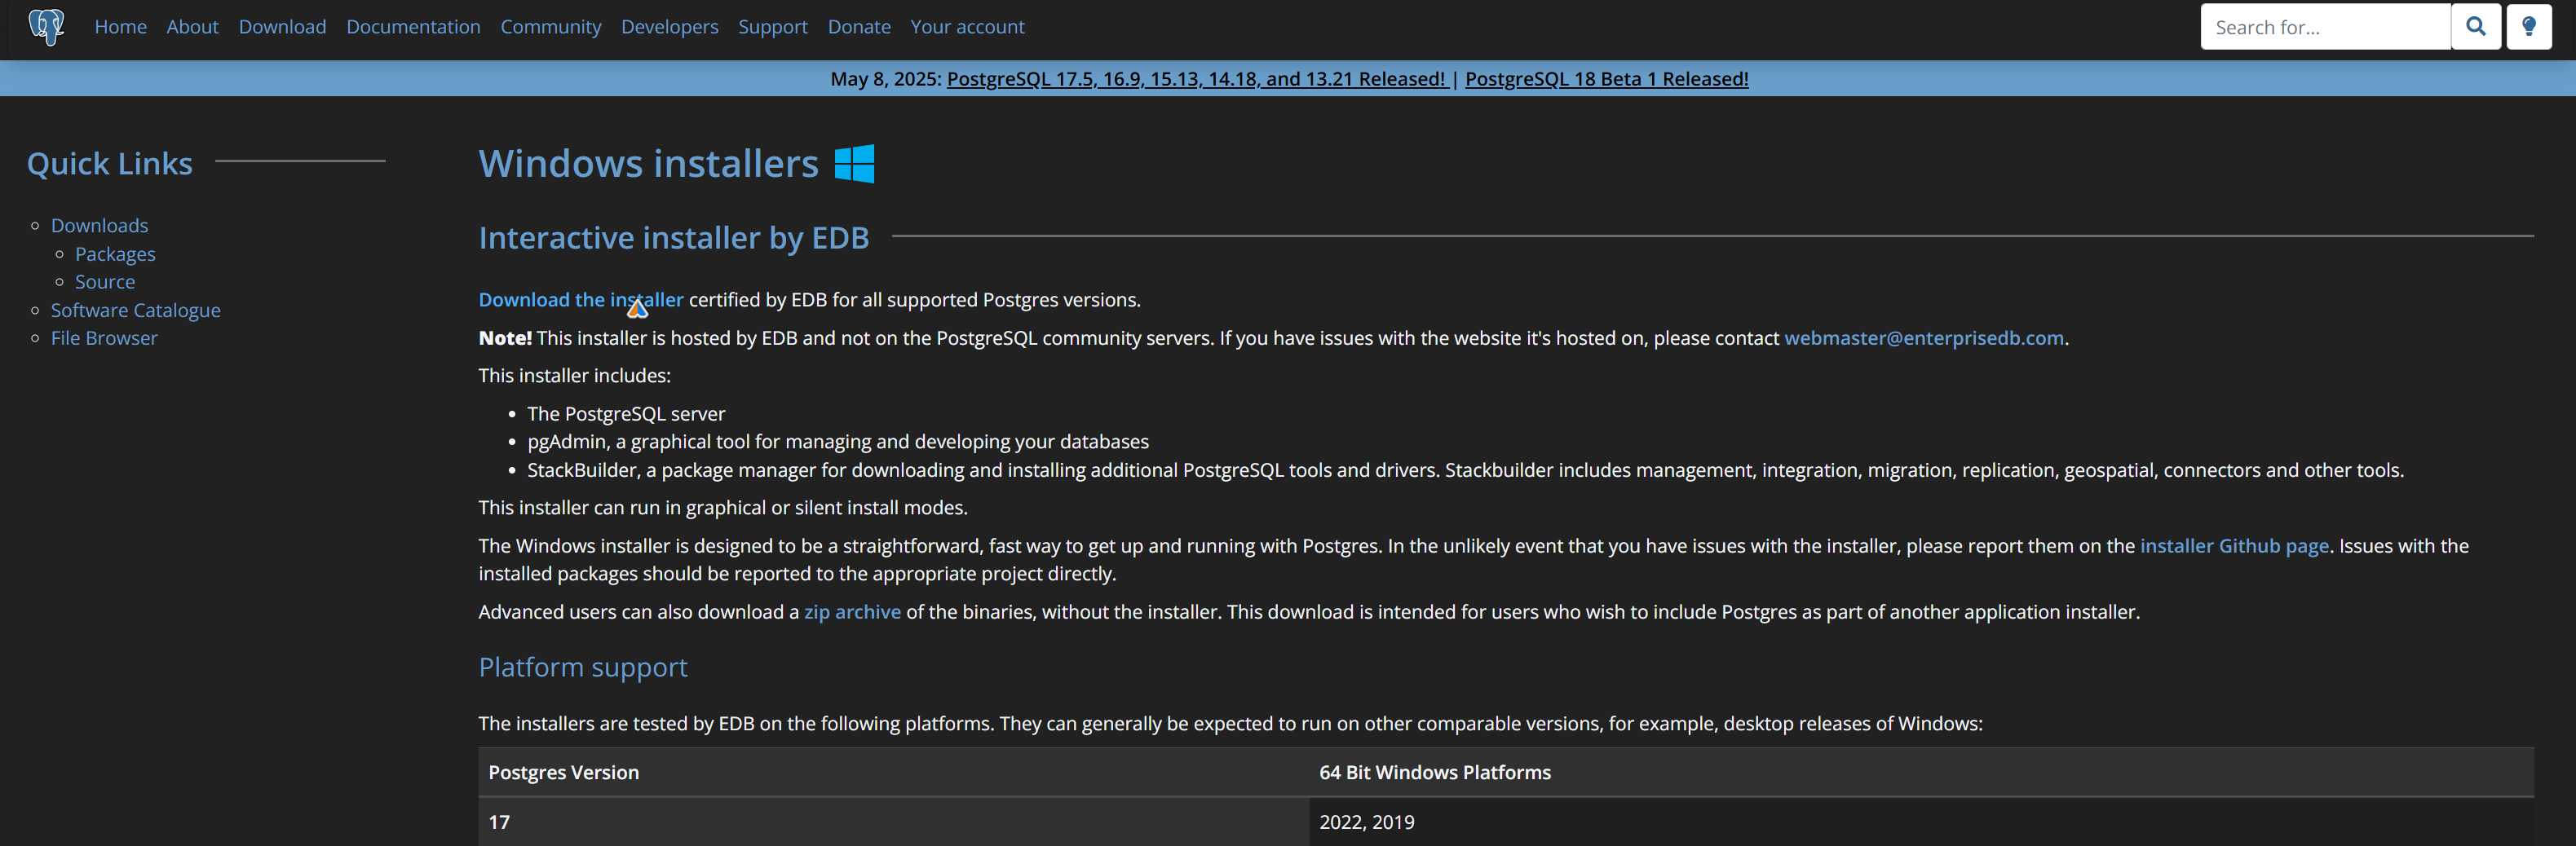 Home About Download Documentation Community Developers Support Donate Your account Search for...
May 8, 2025: PostgreSQL 17.5, 16.9, 15.13, 14.18, and 13.21 Released! | PostgreSQL 18 Beta 1 Released!
Quick Links
Downloads
Packages
Source
Software Catalogue
File Browser
Windows installers
Interactive installer by EDB
Download the installer certified by EDB for all supported Postgres versions.
Note! This installer is hosted by EDB and not on the PostgreSQL community servers. If you have issues with the website it's hosted on, please contact webmaster@enterprisedb.com.
This installer includes:
The PostgreSQL server
pgAdmin, a graphical tool for managing and developing your databases
StackBuilder, a package manager for downloading and installing additional PostgreSQL tools and drivers. Stackbuilder includes management, integration, migration, replication, geospatial, connectors and other tools.
This installer can run in graphical or silent install modes.
The Windows installer is designed to be a straightforward, fast way to get up and running with Postgres. In the unlikely event that you have issues with the installer, please report them on the installer Github page. Issues with the
installed packages should be reported to the appropriate project directly.
Advanced users can also download a zip archive of the binaries, without the installer. This download is intended for users who wish to include Postgres as part of another application installer.
Platform support
The installers are tested by EDB on the following platforms. They can generally be expected to run on other comparable versions, for example, desktop releases of Windows:
Postgres Version 64 Bit Windows Platforms
17 2022, 2019